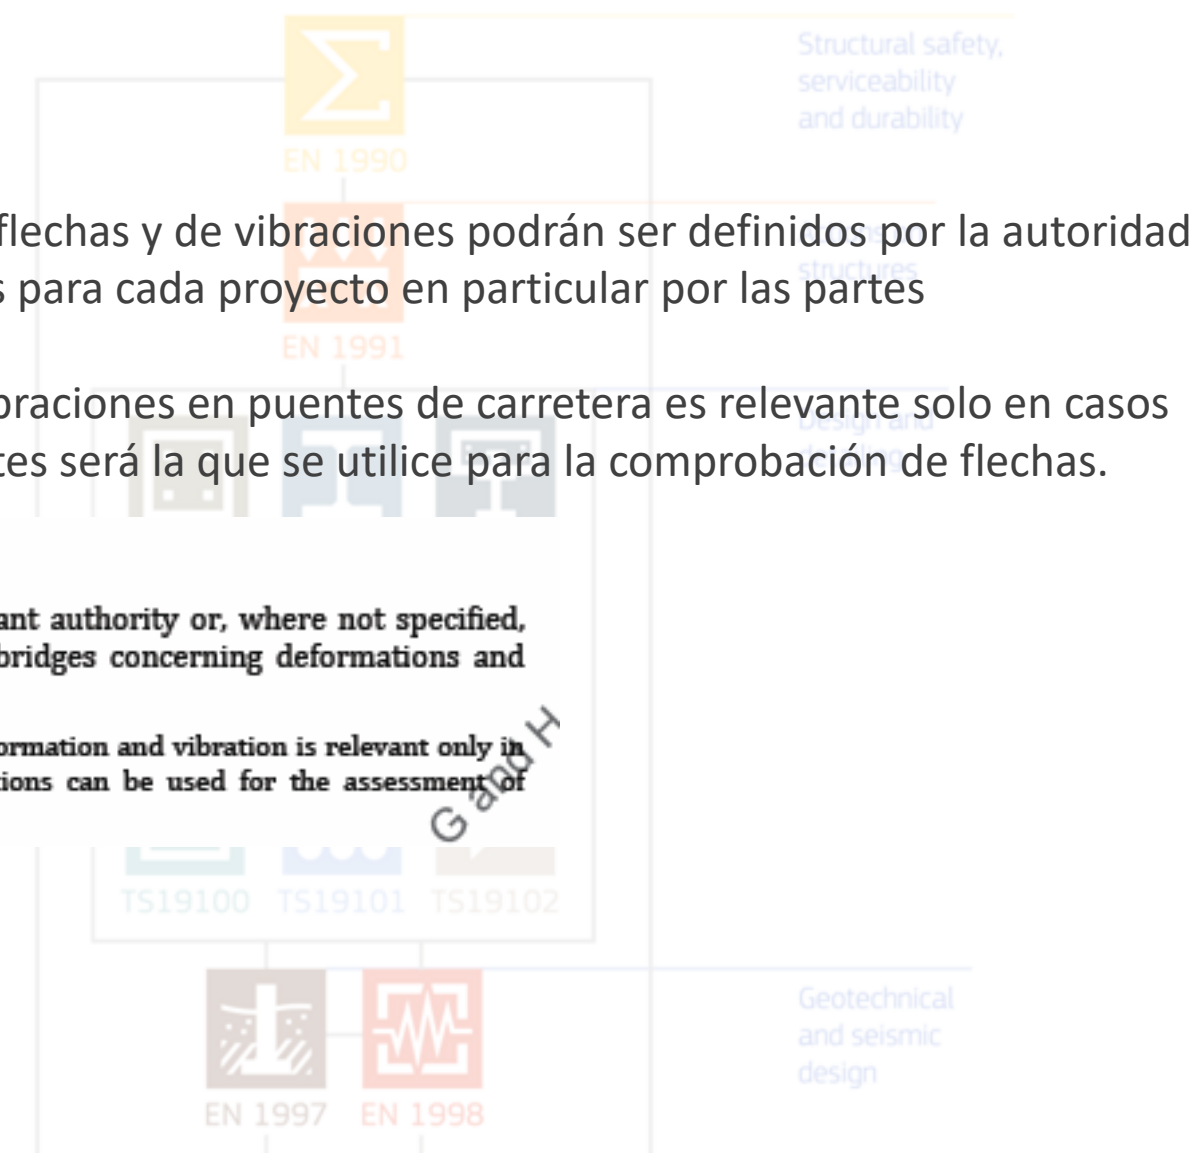 Structural safety,
serviceability
and durability
EN 1990
flechas y de vibraciones podrán ser definidos por la autoridad
structures
s para cada proyecto en particular por las partes
EN 1991
braciones en puentes de carretera es relevante solo en casos
Design and
tes será la que se utilice para la comprobación de flechas.
detailing
ant authority or, where not specified,
bridges concerning deformations and
ormation and vibration is relevant only in
tions can be used for the assessment of
G and H
TS19100 TS19101 TS19102
Geotechnical
and seismic
design
EN 1997 EN 1998